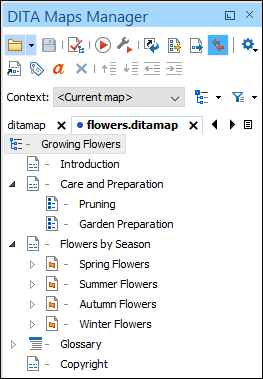 DITA Maps Manager
Context: <Current map>
ditamap flowers.ditamap
Growing Flowers
Introduction
Care and Preparation
Pruning
Garden Preparation
Flowers by Season
Spring Flowers
Summer Flowers
Autumn Flowers
Winter Flowers
Glossary
Copyright